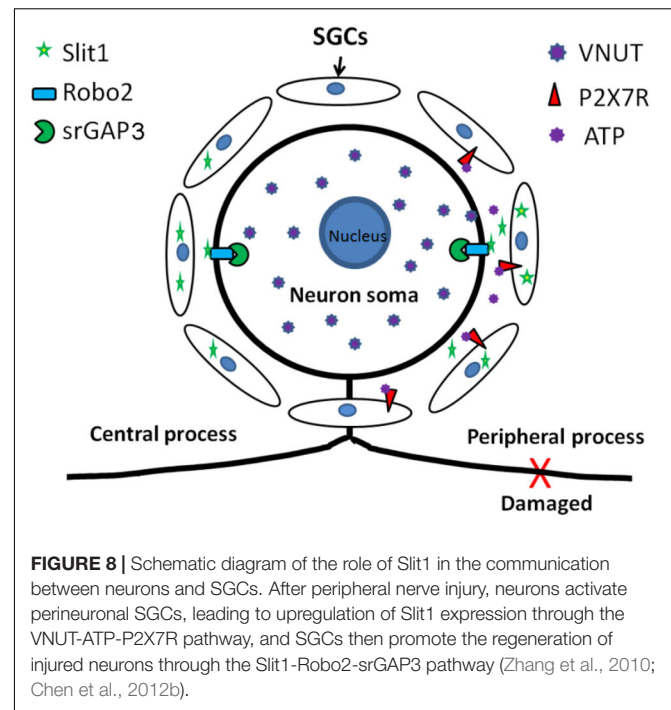 SGCs
Slit1
Robo2
srGAP3
VNUT
P2X7R
ATP
Nucleus
Neuron soma
Central process
Peripheral process
Damaged
FIGURE 8 | Schematic diagram of the role of Slit1 in the communication
between neurons and SGCs. After peripheral nerve injury, neurons activate
perineuronal SGCs, leading to upregulation of Slit1 expression through the
VNUT-ATP-P2X7R pathway, and SGCs then promote the regeneration of
injured neurons through the Slit1-Robo2-srGAP3 pathway (Zhang et al., 2010;
Chen et al., 2012b).